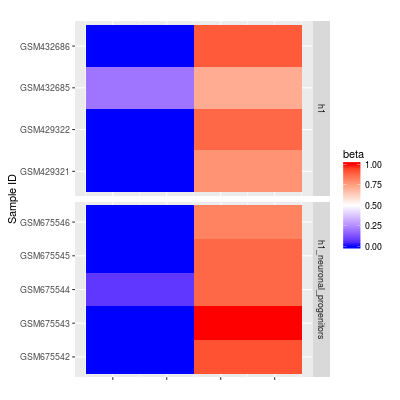 GSM432686
GSM432685
GSM429322
GSM429321
h1
GSM675546
GSM675545
GSM675544
GSM675543
GSM675542
h1_neuronal_progenitors
Sample ID
beta
1.00
0.75
0.50
0.25
0.00